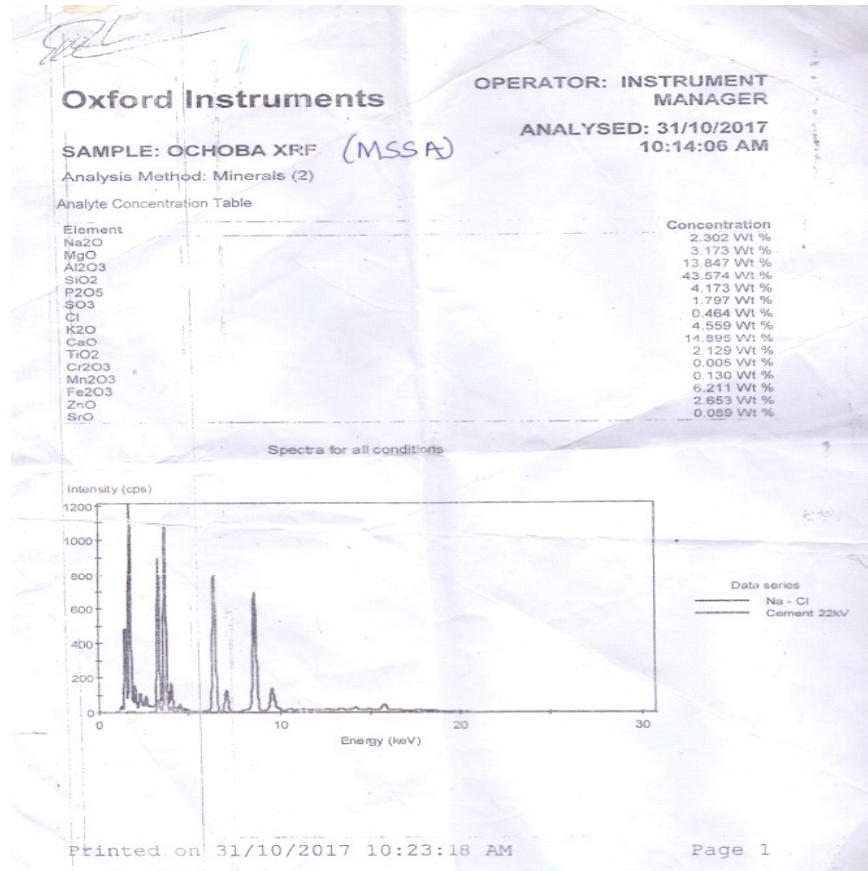 Oxford Instruments
OPERATOR: INSTRUMENT
MANAGER
ANALYSED: 31/10/2017
10:14:06 AM
SAMPLE: OCHOBA XRF (MSSA)
Analysis Method: Minerals (2)
Analyte Concentration Table
Element Concentration
Na2O 2.302 Wt %
MgO 3.173 Wt %
Al2O3 13.847 Wt %
SiO2 43.574 Wt %
P2O5 4.173 Wt %
SO3 1.797 Wt %
Cl 0.464 Wt %
K2O 4.559 Wt %
CaO 14.895 Wt %
TiO2 2.129 Wt %
Cr2O3 0.005 Wt %
Mn2O3 0.130 Wt %
Fe2O3 6.211 Wt %
ZnO 2.653 Wt %
SrO 0.089 Wt %
Spectra for all conditions
Intensity (cps)
1200
1000
800
600
400
200
0
0 10 20 30
Energy (keV)
Data series
Na - Cl
Cement 22kV
Printed on 31/10/2017 10:23:18 AM Page 1